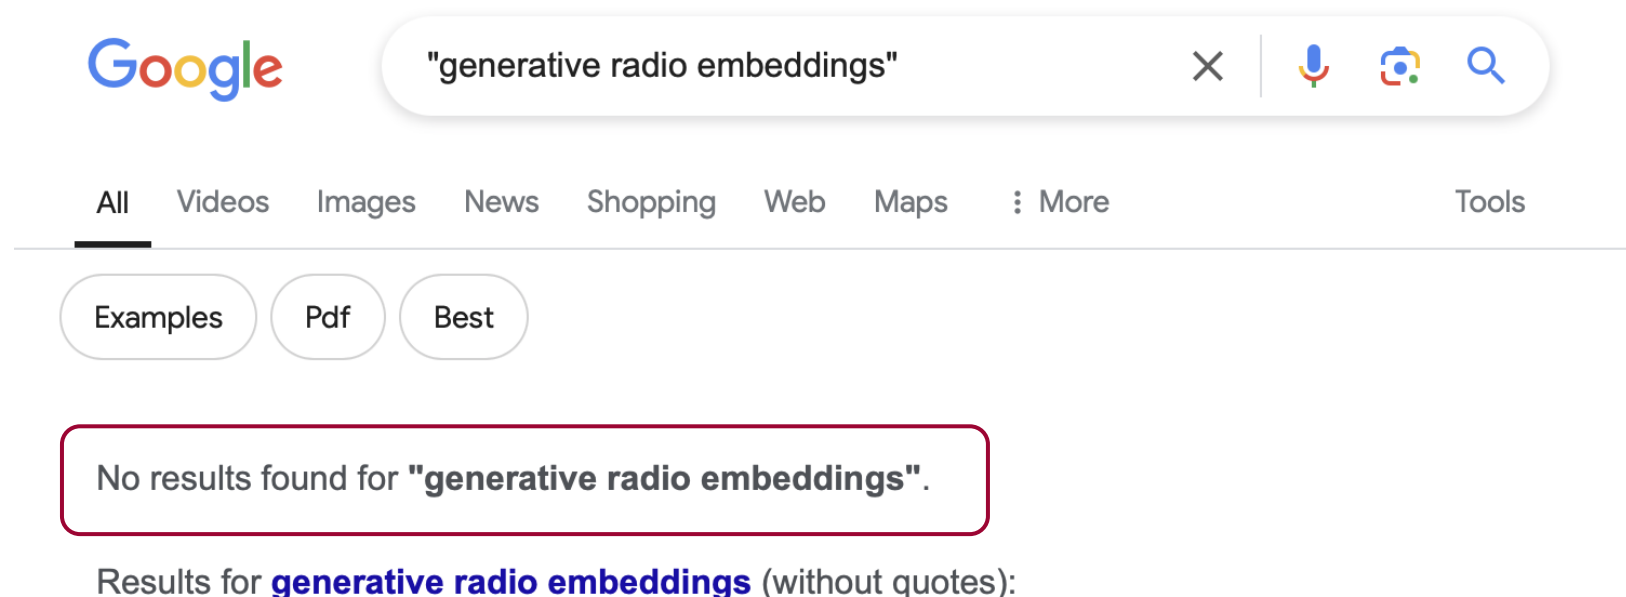 Google "generative radio embeddings"
All Videos Images News Shopping Web Maps More Tools
Examples Pdf Best
No results found for "generative radio embeddings".
Results for generative radio embeddings (without quotes):